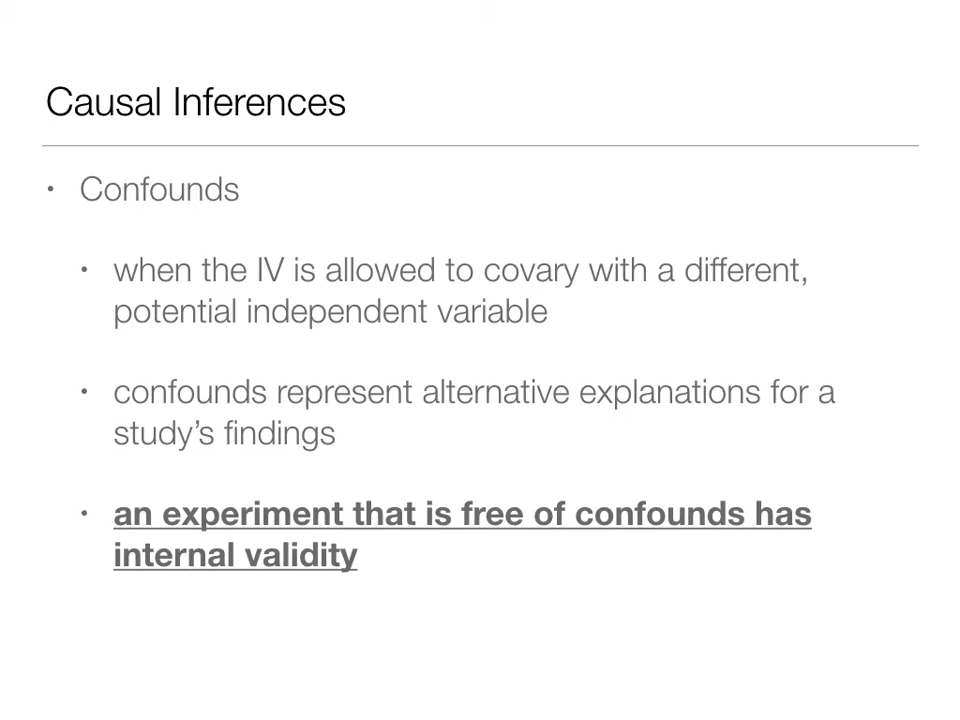 Causal Inferences
• Confounds
• when the IV is allowed to covary with a different,
potential independent variable
• confounds represent alternative explanations for a
study’s findings
• an experiment that is free of confounds has
internal validity